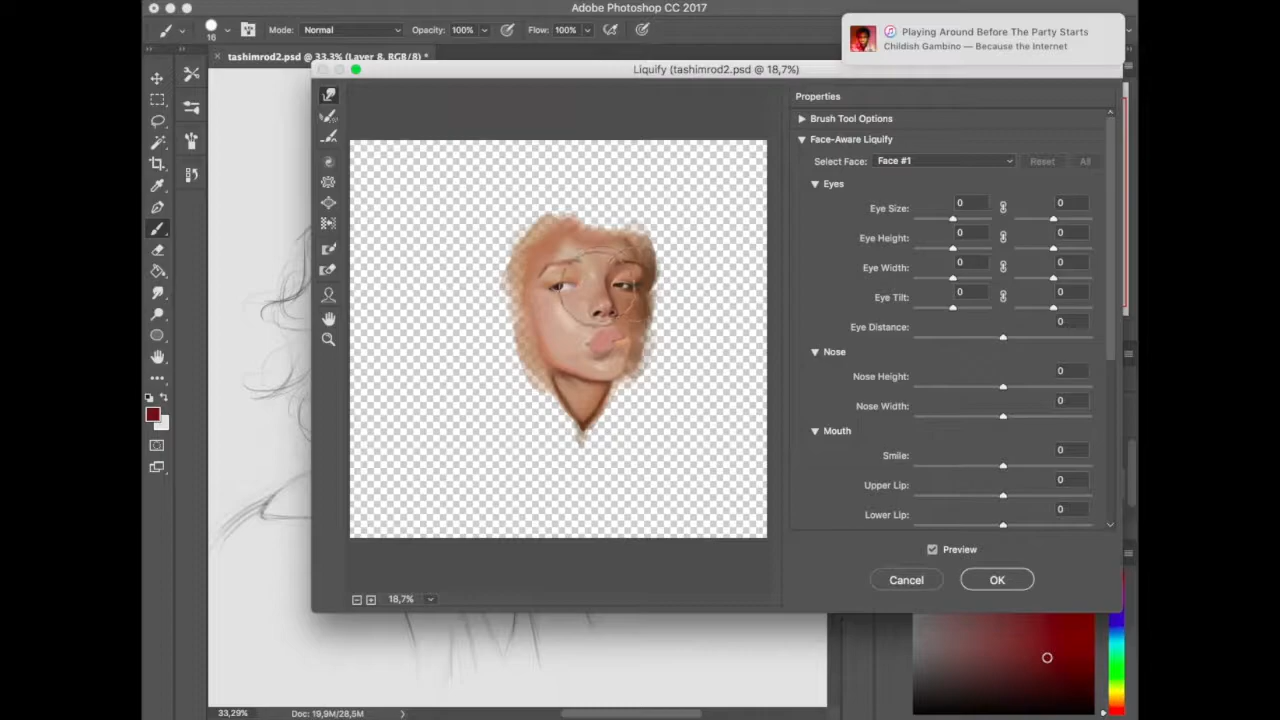 Adobe Photoshop CC 2017
16
Mode: Normal
Opacity: 100%
Flow: 100%
Playing Around Before The Party Starts
Childish Gambino — Because the Internet
tashimrod2.psd @ 33,3% (Layer 8, RGB/8) *
Liquify (tashimrod2.psd @ 18,7%)
Properties
Brush Tool Options
Face-Aware Liquify
Select Face: Face #1 Reset All
Eyes
Eye Size: 0 0
Eye Height: 0 0
Eye Width: 0 0
Eye Tilt: 0 0
Eye Distance: 0
Nose
Nose Height: 0
Nose Width: 0
Mouth
Smile: 0
Upper Lip: 0
Lower Lip: 0
Preview
Cancel OK
18,7%
33,29% Doc: 19,9M/28,5M